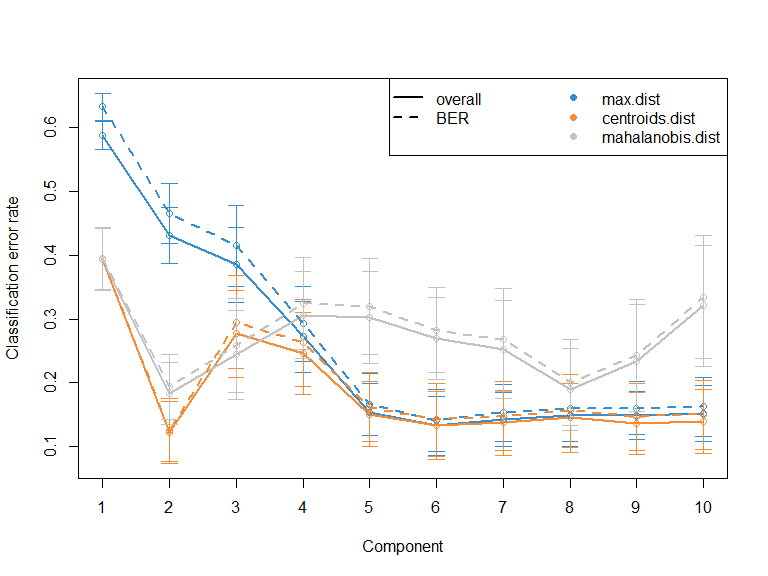 overall
BER
max.dist
centroids.dist
mahalanobis.dist
Classification error rate
0.6
0.5
0.4
0.3
0.2
0.1
1 2 3 4 5 6 7 8 9 10
Component